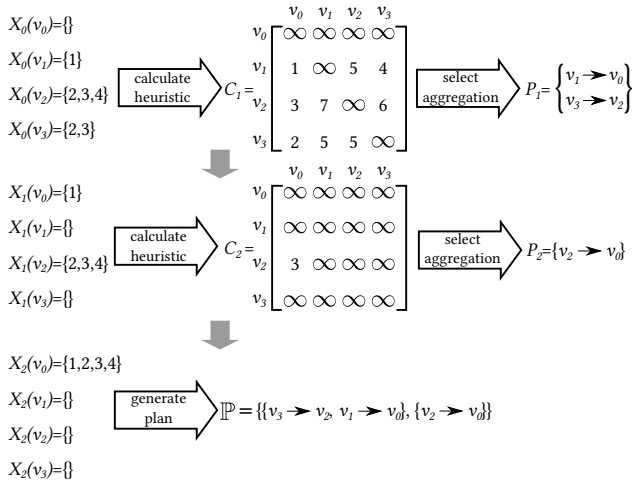 X₀(v₀)={}
X₀(v₁)={1}
X₀(v₂)={2,3,4}
X₀(v₃)={2,3}
calculate
heuristic
C₁=
v₀ v₁ v₂ v₃
v₀ ∞ ∞ ∞ ∞
v₁ 1 ∞ 5 4
v₂ 3 7 ∞ 6
v₃ 2 5 5 ∞
select
aggregation
P₁= { v₁ → v₀
v₃ → v₂ }
X₁(v₀)={1}
X₁(v₁)={}
X₁(v₂)={2,3,4}
X₁(v₃)={}
calculate
heuristic
C₂=
v₀ v₁ v₂ v₃
v₀ ∞ ∞ ∞ ∞
v₁ ∞ ∞ ∞ ∞
v₂ 3 ∞ ∞ ∞
v₃ ∞ ∞ ∞ ∞
select
aggregation
P₂={v₂ → v₀}
X₂(v₀)={1,2,3,4}
X₂(v₁)={}
X₂(v₂)={}
X₂(v₃)={}
generate
plan
ℙ = {{v₃ → v₂, v₁ → v₀}, {v₂ → v₀}}